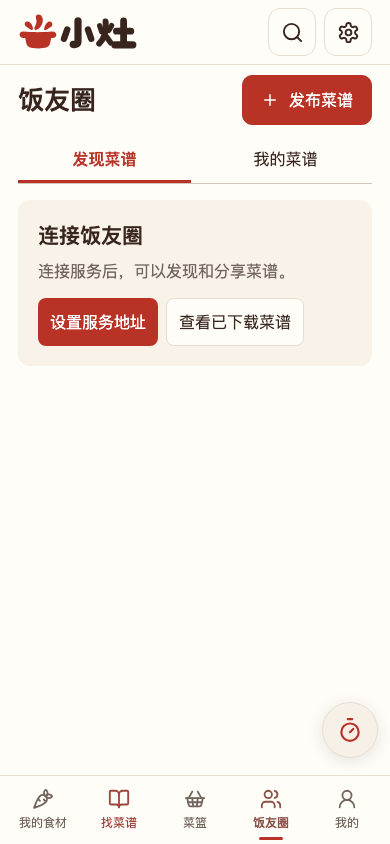 小灶
饭友圈
发布菜谱
发现菜谱
我的菜谱
连接饭友圈
连接服务后，可以发现和分享菜谱。
设置服务地址
查看已下载菜谱
我的食材
找菜谱
菜篮
饭友圈
我的